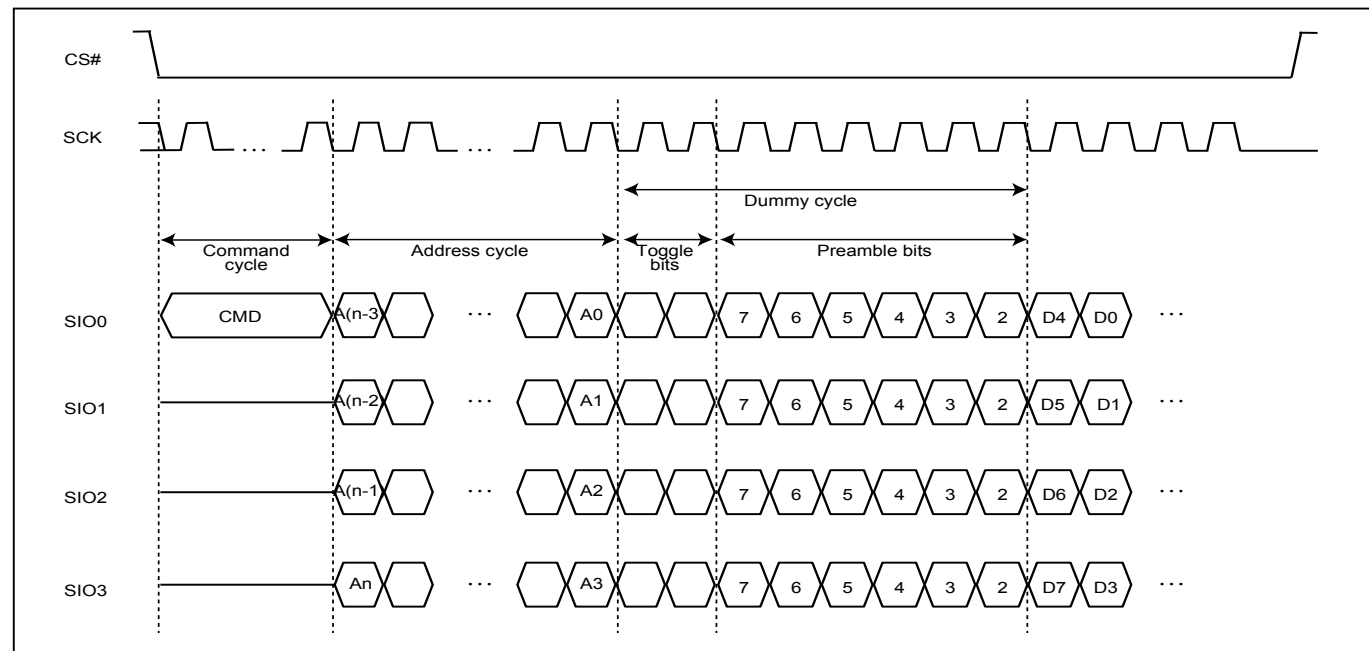 CS#
SCK ... ...
Dummy cycle
Command cycle
Address cycle
Toggle bits
Preamble bits
SIO0 CMD A(n-3) ... A0 7 6 5 4 3 2 D4 D0 ...
SIO1 A(n-2) ... A1 7 6 5 4 3 2 D5 D1 ...
SIO2 A(n-1) ... A2 7 6 5 4 3 2 D6 D2 ...
SIO3 An ... A3 7 6 5 4 3 2 D7 D3 ...